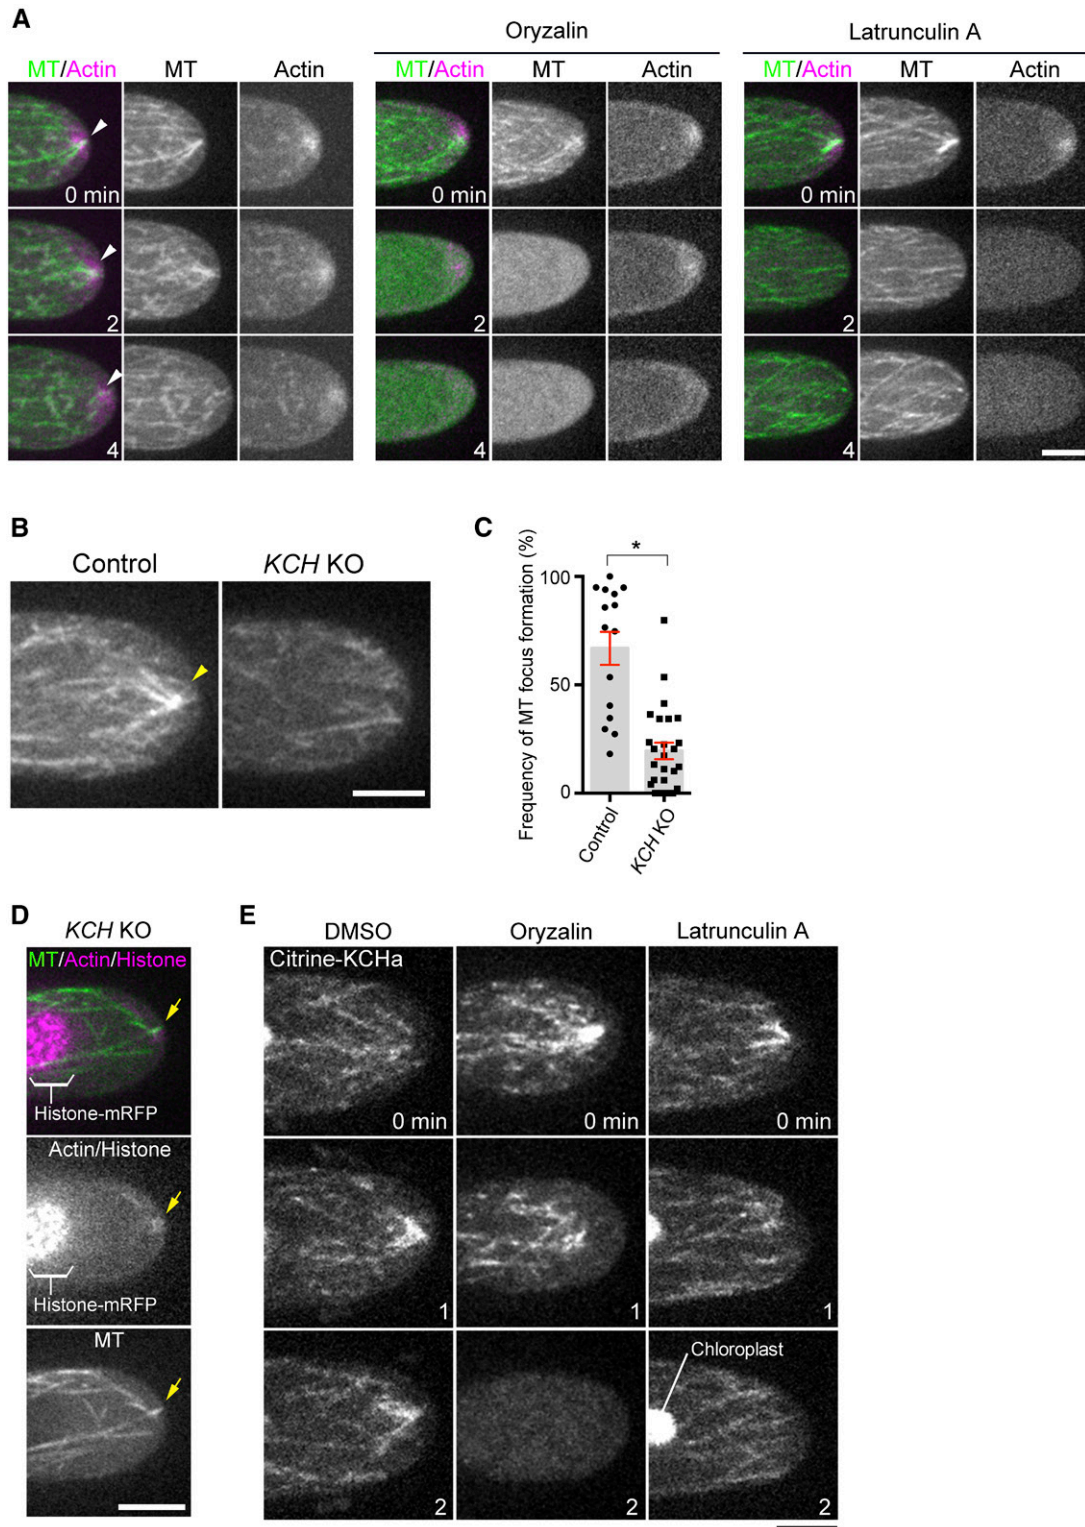 A
Oryzalin
Latrunculin A
MT/Actin MT Actin
MT/Actin MT Actin
MT/Actin MT Actin
0 min
0 min
0 min
2
2
2
4
4
4
B
Control
KCH KO
C
Frequency of MT focus formation (%)
*
100
50
0
Control
KCH KO
D
KCH KO
MT/Actin/Histone
Histone-mRFP
Actin/Histone
Histone-mRFP
MT
E
DMSO
Oryzalin
Latrunculin A
Citrine-KCHa
0 min
0 min
0 min
1
1
1
Chloroplast
2
2
2